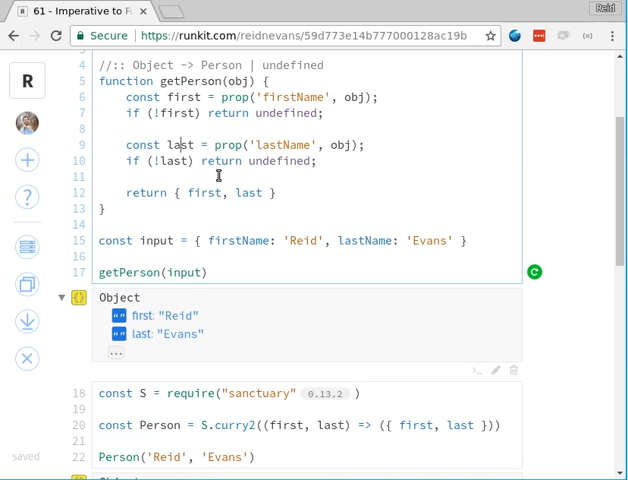 61 - Imperative to F
Reid
Secure
https://runkit.com/reidnevans/59d773e14b777000128ac19b
R
4 //:: Object -> Person | undefined
5 function getPerson(obj) {
6 const first = prop('firstName', obj);
7 if (!first) return undefined;
8
9 const last = prop('lastName', obj);
10 if (!last) return undefined;
11
12 return { first, last }
13 }
14
15 const input = { firstName: 'Reid', lastName: 'Evans' }
16
17 getPerson(input)
{} Object
"" first: "Reid"
"" last: "Evans"
...
18 const S = require("sanctuary" 0.13.2 )
19
20 const Person = S.curry2((first, last) => ({ first, last }))
21
22 Person('Reid', 'Evans')
saved